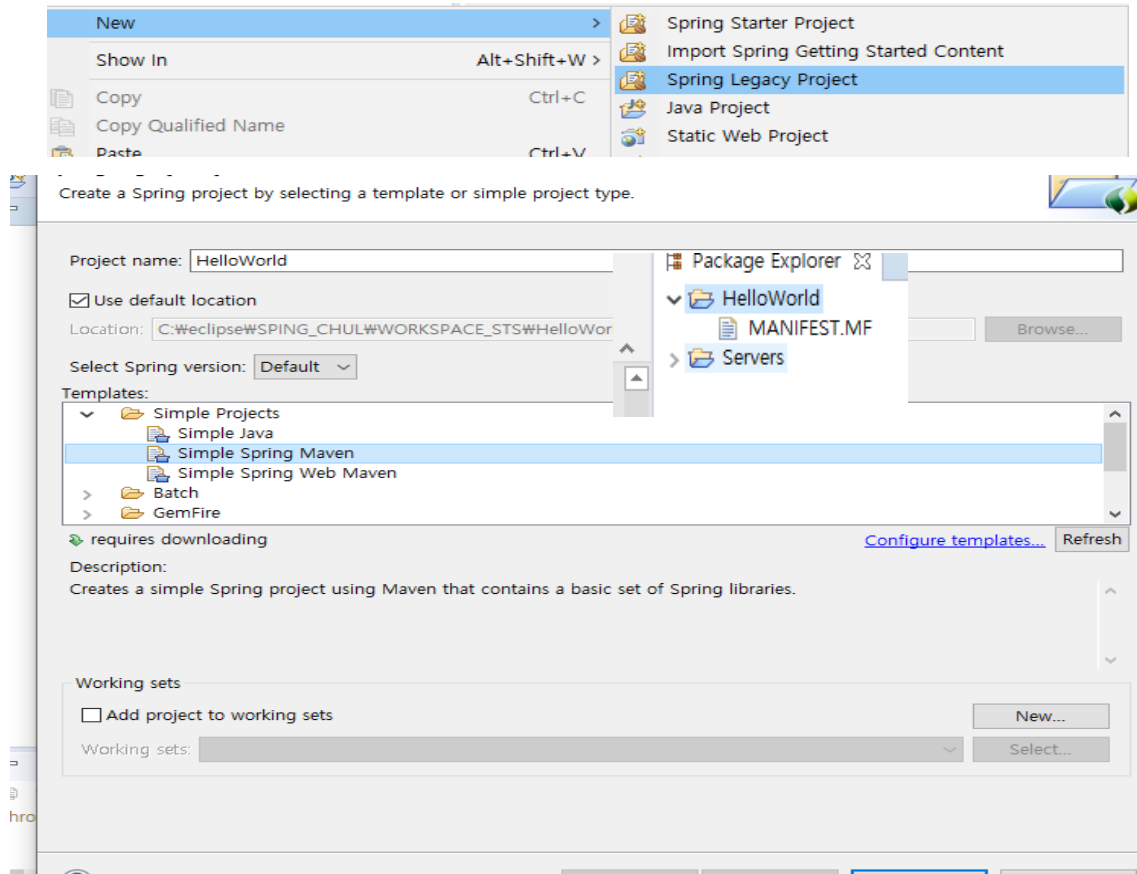 New >
Spring Starter Project
Import Spring Getting Started Content
Show In Alt+Shift+W >
Spring Legacy Project
Copy Ctrl+C
Java Project
Copy Qualified Name
Static Web Project
Paste Ctrl+V
Create a Spring project by selecting a template or simple project type.
Project name: HelloWorld
Package Explorer
HelloWorld
MANIFEST.MF
Servers
Use default location
Location: C:₩eclipse₩SPING_CHUL₩WORKSPACE_STS₩HelloWor
Browse...
Select Spring version: Default
Templates:
Simple Projects
Simple Java
Simple Spring Maven
Simple Spring Web Maven
Batch
GemFire
requires downloading
Configure templates... Refresh
Description:
Creates a simple Spring project using Maven that contains a basic set of Spring libraries.
Working sets
Add project to working sets
New...
Working sets:
Select...
hro